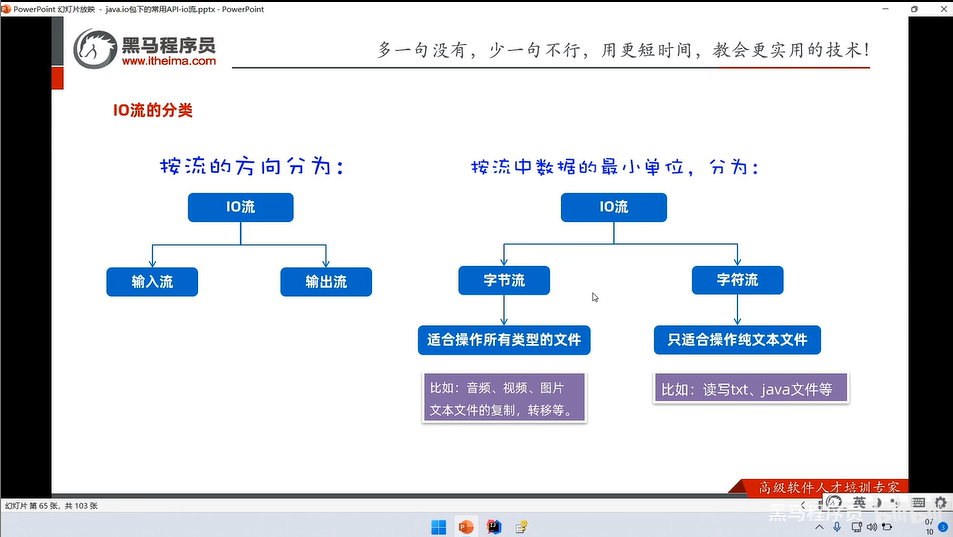 PowerPoint 幻灯片放映 - java.io包下的常用API-io流.pptx - PowerPoint
黑马程序员
www.itheima.com
多一句没有，少一句不行，用更短时间，教会更实用的技术！
IO流的分类
按流的方向分为：
按流中数据的最小单位，分为：
IO流
IO流
输入流
输出流
字节流
字符流
适合操作所有类型的文件
只适合操作纯文本文件
比如：音频、视频、图片
文本文件的复制，转移等。
比如：读写txt、java文件等
高级软件人才培训专家
幻灯片 第 65 张，共 103 张
英
黑马程序员
07
10
3